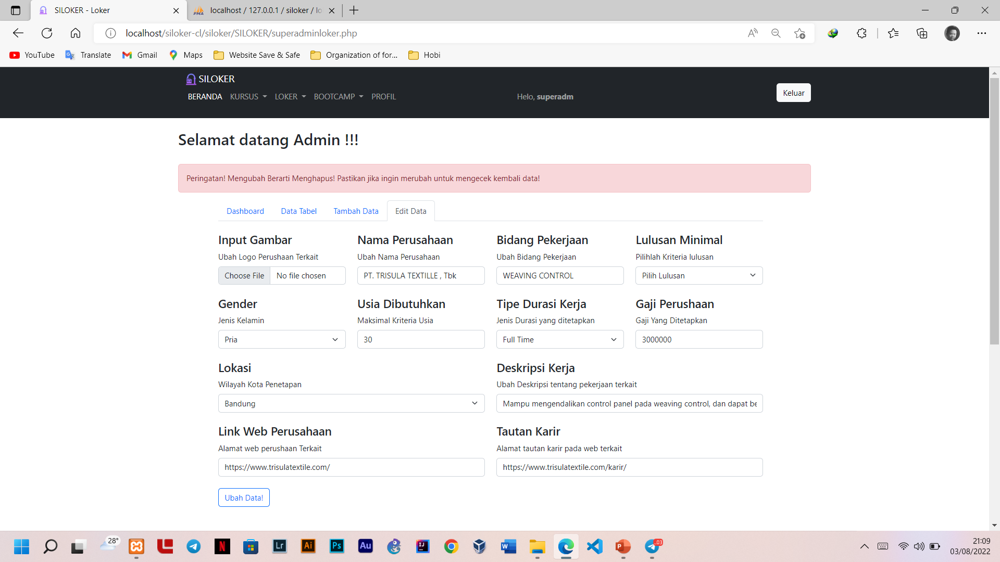 SILOKER - Loker
localhost / 127.0.0.1 / siloker / lo
localhost/siloker-cl/siloker/SILOKER/superadminloker.php
YouTube Translate Gmail Maps Website Save & Safe Organization of for... Hobi
SILOKER
BERANDA KURSUS LOKER BOOTCAMP PROFIL Helo, superadm Keluar
Selamat datang Admin !!!
Peringatan! Mengubah Berarti Menghapus! Pastikan jika ingin merubah untuk mengecek kembali data!
Dashboard Data Tabel Tambah Data Edit Data
Input Gambar Nama Perusahaan Bidang Pekerjaan Lulusan Minimal
Ubah Logo Perushaan Terkait Ubah Nama Perusahaan Ubah Bidang Pekerjaan Pilihlah Kriteria lulusan
Choose File No file chosen PT. TRISULA TEXTILLE , Tbk WEAVING CONTROL Pilih Lulusan
Gender Usia Dibutuhkan Tipe Durasi Kerja Gaji Perushaan
Jenis Kelamin Maksimal Kriteria Usia Jenis Durasi yang ditetapkan Gaji Yang Ditetapkan
Pria 30 Full Time 3000000
Lokasi Deskripsi Kerja
Wilayah Kota Penetapan Ubah Deskripsi tentang pekerjaan terkait
Bandung Mampu mengendalikan control panel pada weaving control, dan dapat be
Link Web Perusahaan Tautan Karir
Alamat web perushaan Terkait Alamat tautan karir pada web terkait
https://www.trisulatextile.com/ https://www.trisulatextile.com/karir/
Ubah Data!
28° 21:09
03/08/2022